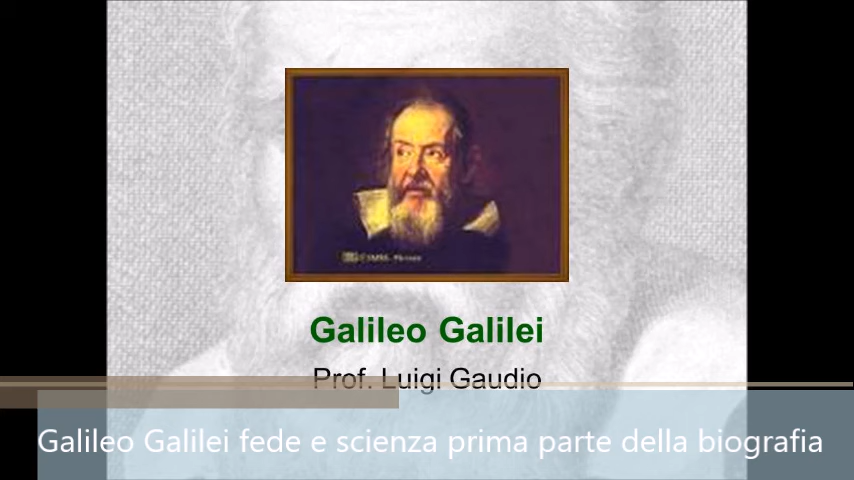 Galileo Galilei
Prof. Luigi Gaudio
Galileo Galilei fede e scienza prima parte della biografia